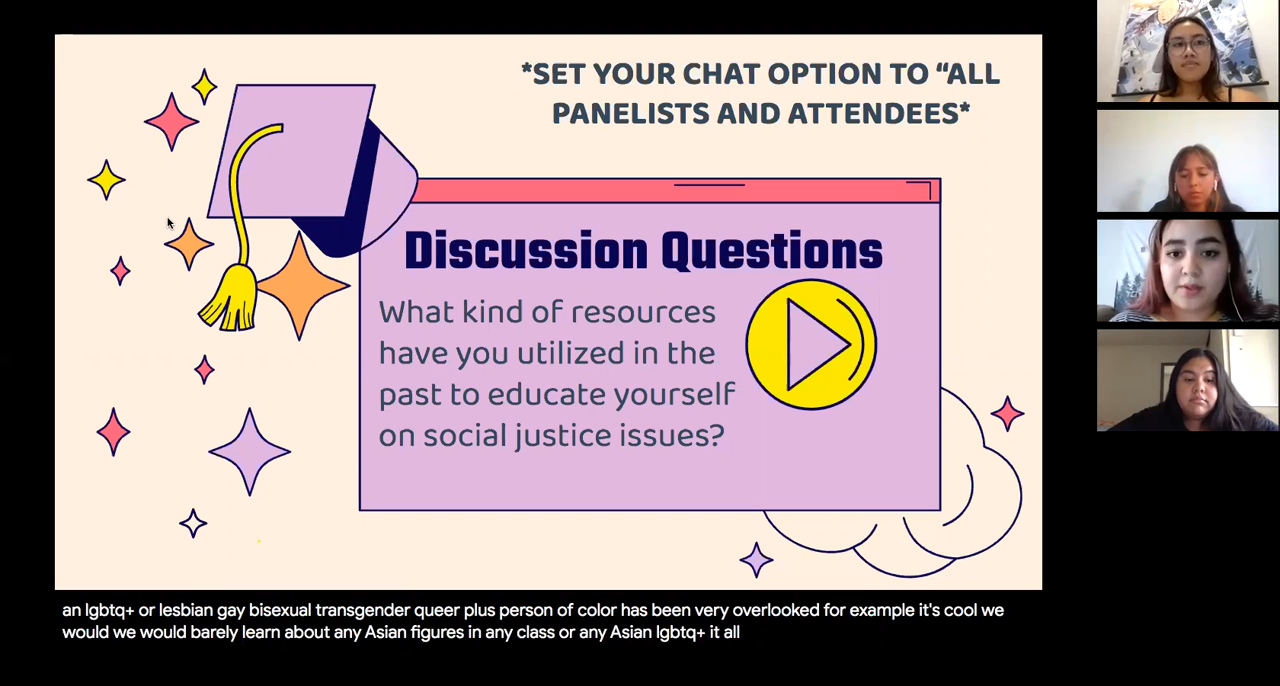 *SET YOUR CHAT OPTION TO “ALL
PANELISTS AND ATTENDEES*
Discussion Questions
What kind of resources
have you utilized in the
past to educate yourself
on social justice issues?
an lgbtq+ or lesbian gay bisexual transgender queer plus person of color has been very overlooked for example it's cool we
would we would barely learn about any Asian figures in any class or any Asian lgbtq+ it all